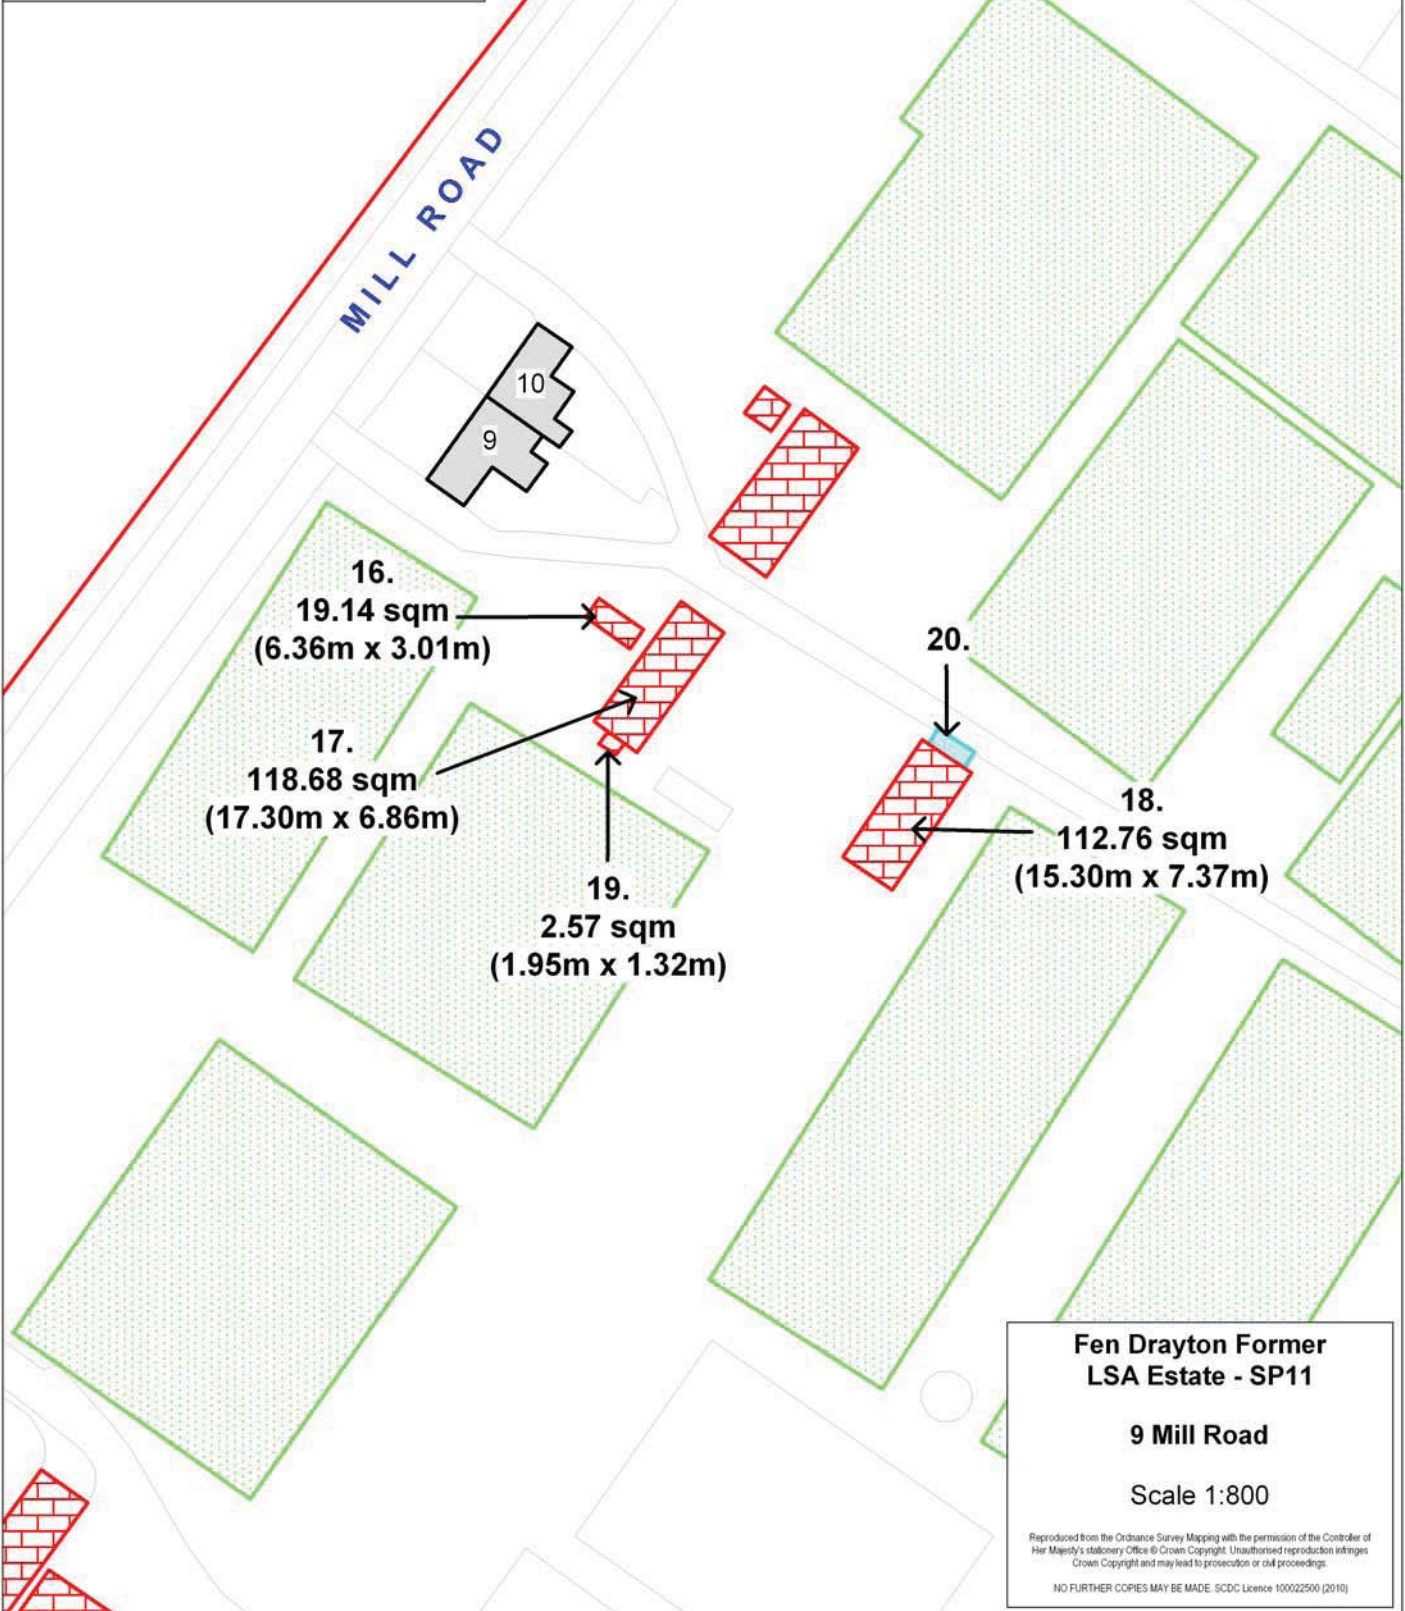 MILL ROAD
10
9
16.
19.14 sqm
(6.36m x 3.01m)
17.
118.68 sqm
(17.30m x 6.86m)
20.
18.
112.76 sqm
(15.30m x 7.37m)
19.
2.57 sqm
(1.95m x 1.32m)
Fen Drayton Former
LSA Estate - SP11
9 Mill Road
Scale 1:800
Reproduced from the Ordnance Survey Mapping with the permission of the Controller of
Her Majesty's stationery Office © Crown Copyright. Unauthorised reproduction infringes
Crown Copyright and may lead to prosecution or civil proceedings.
NO FURTHER COPIES MAY BE MADE. SCDC Licence 100022500 (2010)